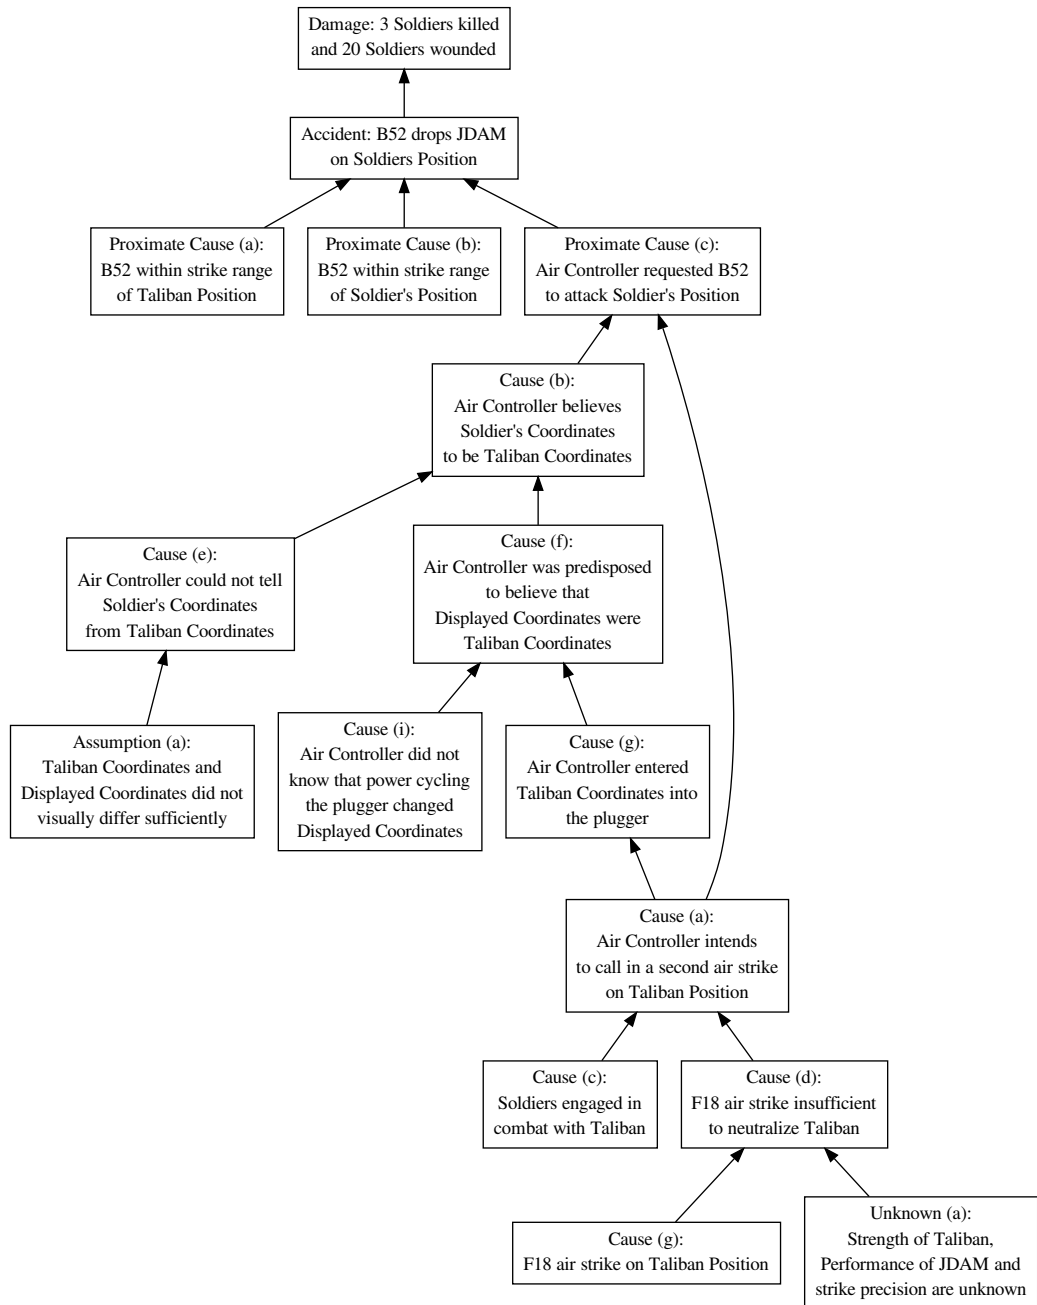 Damage: 3 Soldiers killed
and 20 Soldiers wounded
Accident: B52 drops JDAM
on Soldiers Position
Proximate Cause (a):
B52 within strike range
of Taliban Position
Proximate Cause (b):
B52 within strike range
of Soldier's Position
Proximate Cause (c):
Air Controller requested B52
to attack Soldier's Position
Cause (b):
Air Controller believes
Soldier's Coordinates
to be Taliban Coordinates
Cause (e):
Air Controller could not tell
Soldier's Coordinates
from Taliban Coordinates
Cause (f):
Air Controller was predisposed
to believe that
Displayed Coordinates were
Taliban Coordinates
Assumption (a):
Taliban Coordinates and
Displayed Coordinates did not
visually differ sufficiently
Cause (i):
Air Controller did not
know that power cycling
the plugger changed
Displayed Coordinates
Cause (g):
Air Controller entered
Taliban Coordinates into
the plugger
Cause (a):
Air Controller intends
to call in a second air strike
on Taliban Position
Cause (c):
Soldiers engaged in
combat with Taliban
Cause (d):
F18 air strike insufficient
to neutralize Taliban
Cause (g):
F18 air strike on Taliban Position
Unknown (a):
Strength of Taliban,
Performance of JDAM and
strike precision are unknown